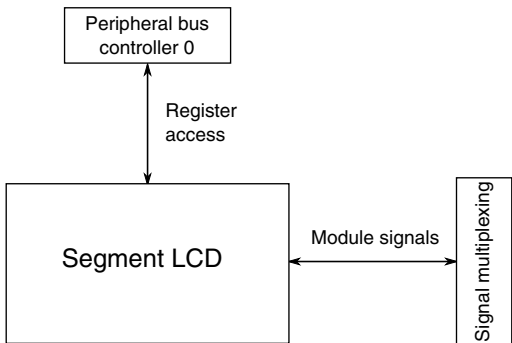 Peripheral bus
controller 0
Register
access
Segment LCD
Module signals
Signal multiplexing